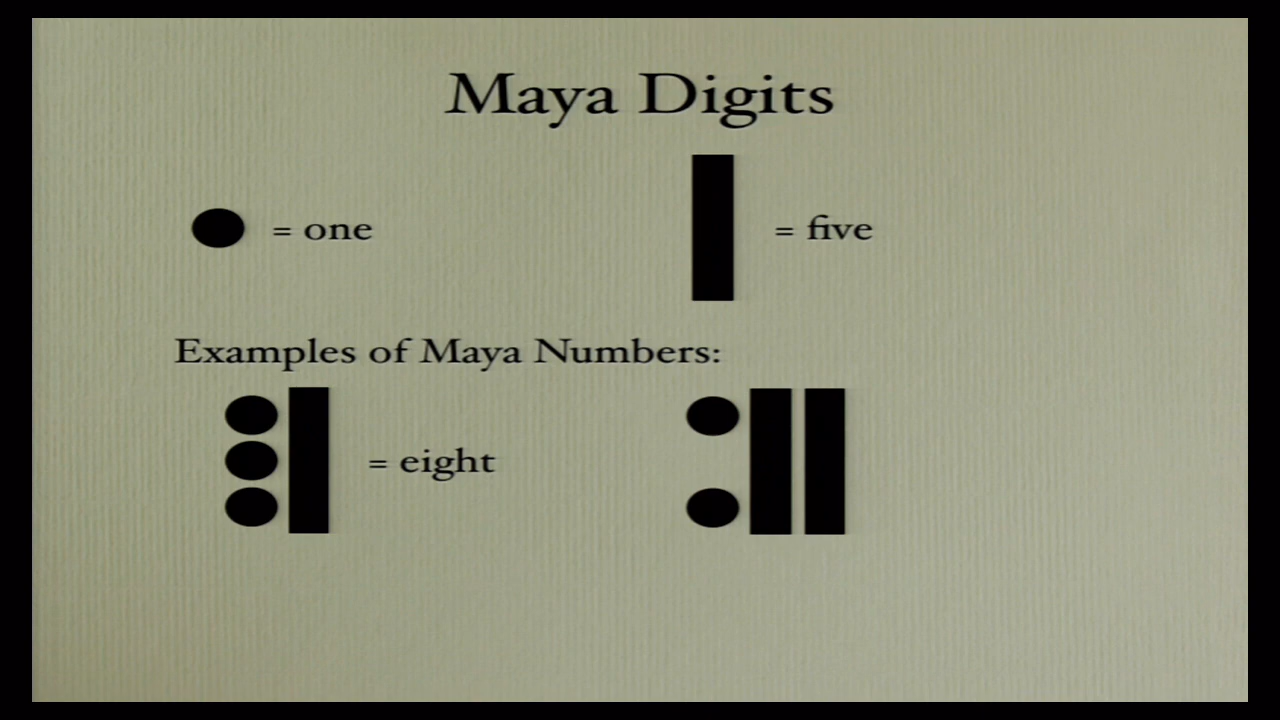 Maya Digits
= one
= five
Examples of Maya Numbers:
= eight